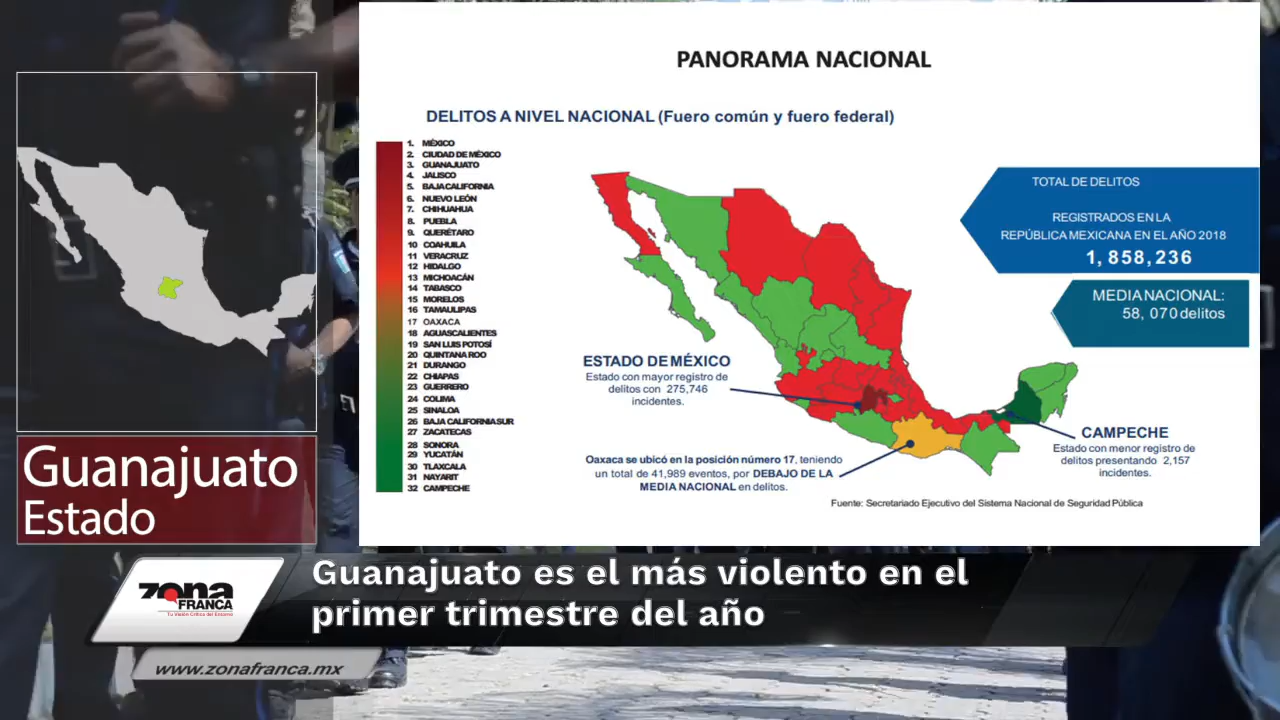 PANORAMA NACIONAL
DELITOS A NIVEL NACIONAL (Fuero común y fuero federal)
1. MÉXICO
2. CIUDAD DE MÉXICO
3. GUANAJUATO
4. JALISCO
5. BAJA CALIFORNIA
6. NUEVO LEÓN
7. CHIHUAHUA
8. PUEBLA
9. QUERÉTARO
10 COAHUILA
11 VERACRUZ
12 HIDALGO
13 MICHOACÁN
14 TABASCO
15 MORELOS
16 TAMAULIPAS
17 OAXACA
18 AGUASCALIENTES
19 SAN LUIS POTOSÍ
20 QUINTANA ROO
21 DURANGO
22 CHIAPAS
23 GUERRERO
24 COLIMA
25 SINALOA
26 BAJA CALIFORNIA SUR
27 ZACATECAS
28 SONORA
29 YUCATÁN
30 TLAXCALA
31 NAYARIT
32 CAMPECHE
TOTAL DE DELITOS
REGISTRADOS EN LA
REPÚBLICA MEXICANA EN EL AÑO 2018
1, 858, 236
MEDIA NACIONAL:
58, 070 delitos
ESTADO DE MÉXICO
Estado con mayor registro de
delitos con 275,746
incidentes.
CAMPECHE
Estado con menor registro de
delitos presentando 2,157
incidentes.
Oaxaca se ubicó en la posición número 17, teniendo
un total de 41,989 eventos, por DEBAJO DE LA
MEDIA NACIONAL en delitos.
Fuente: Secretariado Ejecutivo del Sistema Nacional de Seguridad Pública
Guanajuato
Estado
ZONA
FRANCA
Tu Visión Crítica del Entorno
Guanajuato es el más violento en el
primer trimestre del año
www.zonafranca.mx